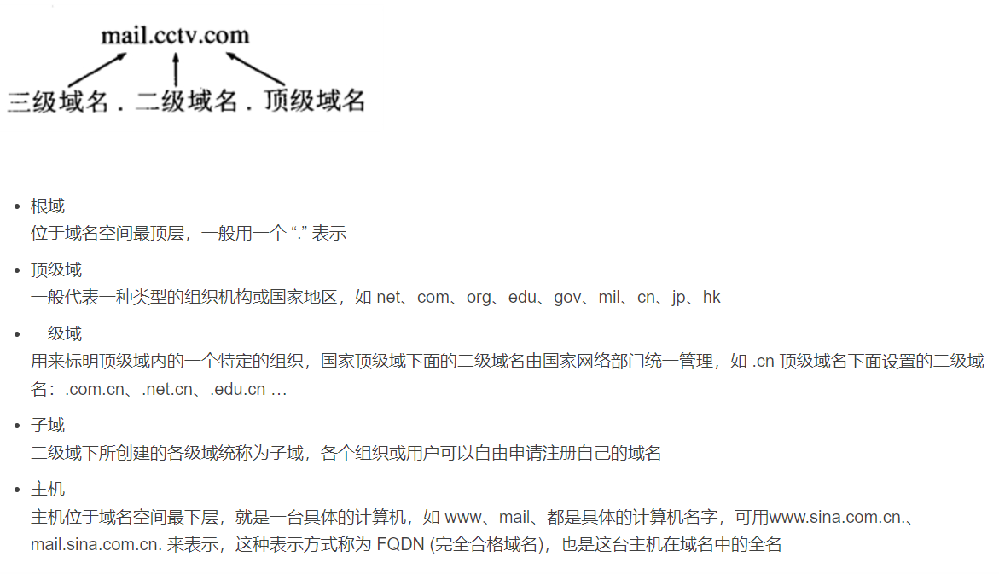 mail.cctv.com
三级域名 . 二级域名 . 顶级域名
根域
位于域名空间最顶层，一般用一个 “.” 表示
顶级域
一般代表一种类型的组织机构或国家地区，如 net、com、org、edu、gov、mil、cn、jp、hk
二级域
用来标明顶级域内的一个特定的组织，国家顶级域下面的二级域名由国家网络部门统一管理，如 .cn 顶级域名下面设置的二级域
名：.com.cn、.net.cn、.edu.cn …
子域
二级域下所创建的各级域统称为子域，各个组织或用户可以自由申请注册自己的域名
主机
主机位于域名空间最下层，就是一台具体的计算机，如 www、mail、都是具体的计算机名字，可用www.sina.com.cn.、
mail.sina.com.cn. 来表示，这种表示方式称为 FQDN (完全合格域名)，也是这台主机在域名中的全名